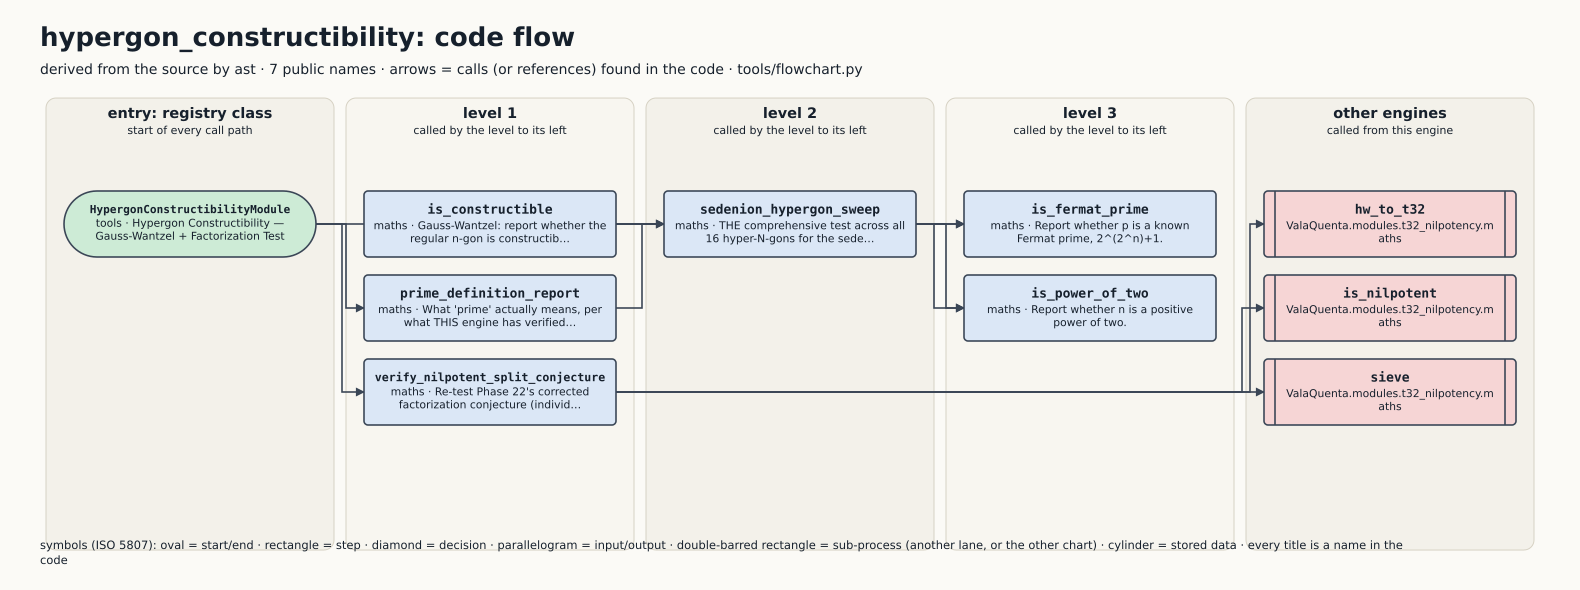 hypergon_constructibility: code flow
derived from the source by ast · 7 public names · arrows = calls (or references) found in the code · tools/flowchart.py
entry: registry class
start of every call path
HypergonConstructibilityModule
tools · Hypergon Constructibility —
Gauss-Wantzel + Factorization Test
level 1
called by the level to its left
is_constructible
maths · Gauss-Wantzel: report whether the
regular n-gon is constructib…
prime_definition_report
maths · What 'prime' actually means, per
what THIS engine has verified…
verify_nilpotent_split_conjecture
maths · Re-test Phase 22's corrected
factorization conjecture (individ…
level 2
called by the level to its left
sedenion_hypergon_sweep
maths · THE comprehensive test across all
16 hyper-N-gons for the sede…
level 3
called by the level to its left
is_fermat_prime
maths · Report whether p is a known
Fermat prime, 2^(2^n)+1.
is_power_of_two
maths · Report whether n is a positive
power of two.
other engines
called from this engine
hw_to_t32
ValaQuenta.modules.t32_nilpotency.m
aths
is_nilpotent
ValaQuenta.modules.t32_nilpotency.m
aths
sieve
ValaQuenta.modules.t32_nilpotency.m
aths
symbols (ISO 5807): oval = start/end · rectangle = step · diamond = decision · parallelogram = input/output · double-barred rectangle = sub-process (another lane, or the other chart) · cylinder = stored data · every title is a name in the
code